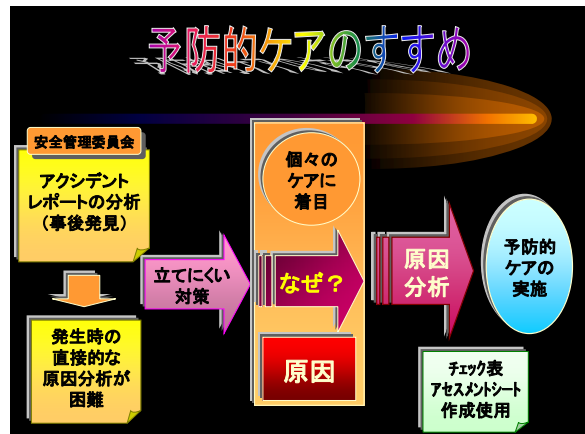 予防的ケアのすすめ
安全管理委員会
アクシデント
レポートの分析
（事後発見）
発生時の
直接的な
原因分析が
困難
立てにくい
対策
個々の
ケアに
着目
なぜ？
原因
原因
分析
予防的
ケアの
実施
チェック表
アセスメントシート
作成使用